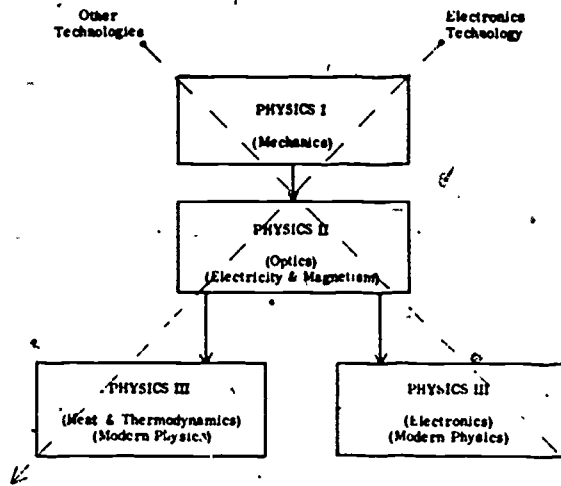 Other
Technologies
Electronics
Technology
PHYSICS I
(Mechanics)
PHYSICS II
(Optics)
(Electricity & Magnetism)
PHYSICS III
(Heat & Thermodynamics)
(Modern Physics)
PHYSICS III
(Electronics)
(Modern Physics)